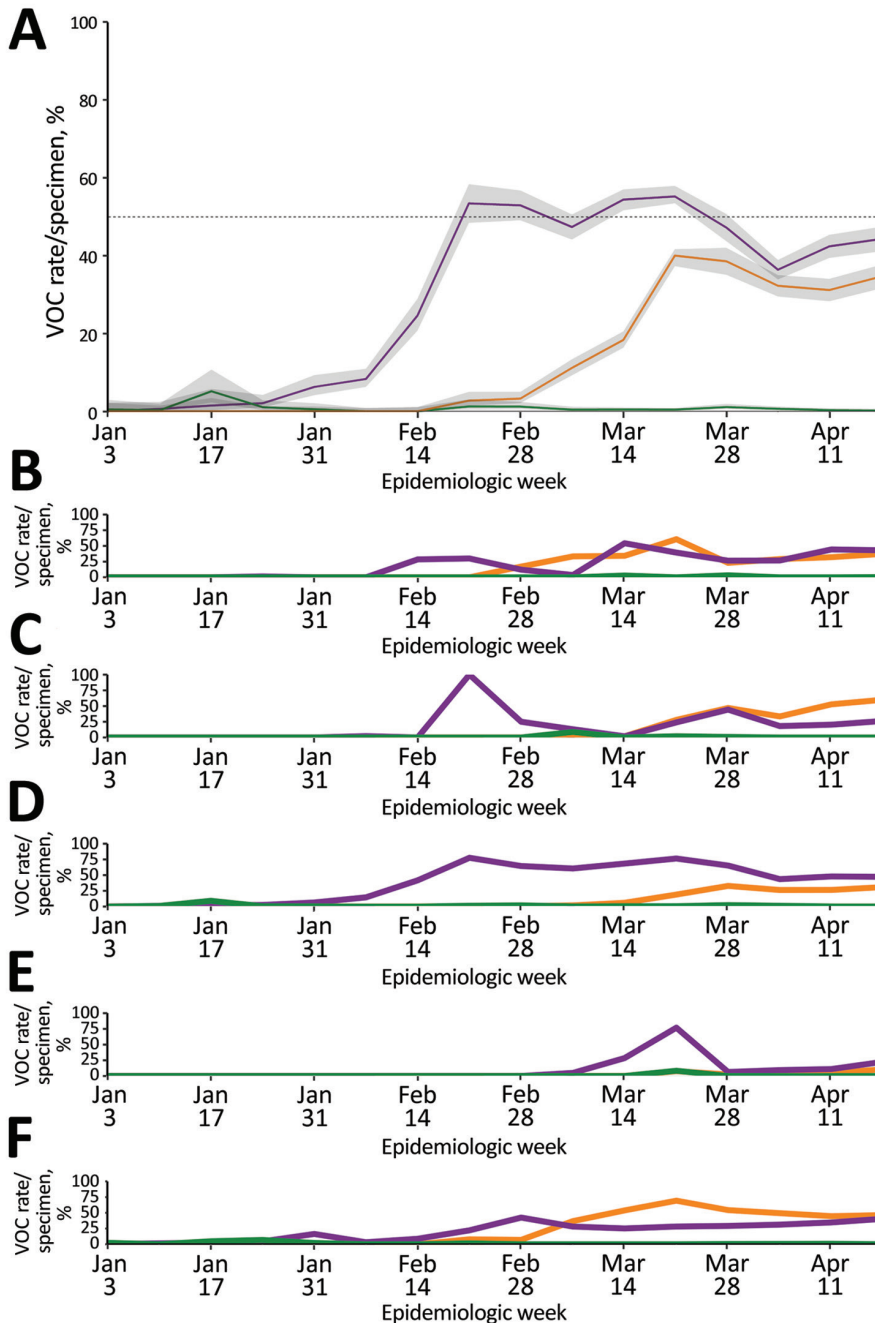 A
VOC rate/specimen, %
100
80
60
40
20
0
Jan Jan Jan Feb Feb Mar Mar Apr
3 17 31 14 28 14 28 11
Epidemiologic week
B
VOC rate/
specimen,
%
100
75
50
25
0
Jan Jan Jan Feb Feb Mar Mar Apr
3 17 31 14 28 14 28 11
Epidemiologic week
C
VOC rate/
specimen,
%
100
75
50
25
0
Jan Jan Jan Feb Feb Mar Mar Apr
3 17 31 14 28 14 28 11
Epidemiologic week
D
VOC rate/
specimen,
%
100
75
50
25
0
Jan Jan Jan Feb Feb Mar Mar Apr
3 17 31 14 28 14 28 11
Epidemiologic week
E
VOC rate/
specimen,
%
100
75
50
25
0
Jan Jan Jan Feb Feb Mar Mar Apr
3 17 31 14 28 14 28 11
Epidemiologic week
F
VOC rate/
specimen,
%
100
75
50
25
0
Jan Jan Jan Feb Feb Mar Mar Apr
3 17 31 14 28 14 28 11
Epidemiologic week